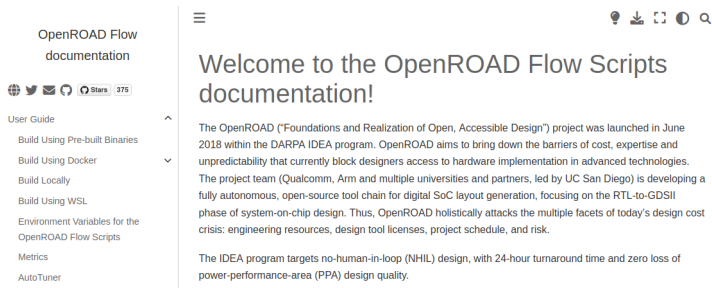 OpenROAD Flow
documentation
Stars 375
User Guide
Build Using Pre-built Binaries
Build Using Docker
Build Locally
Build Using WSL
Environment Variables for the
OpenROAD Flow Scripts
Metrics
AutoTuner
Welcome to the OpenROAD Flow Scripts
documentation!
The OpenROAD (“Foundations and Realization of Open, Accessible Design”) project was launched in June
2018 within the DARPA IDEA program. OpenROAD aims to bring down the barriers of cost, expertise and
unpredictability that currently block designers access to hardware implementation in advanced technologies.
The project team (Qualcomm, Arm and multiple universities and partners, led by UC San Diego) is developing a
fully autonomous, open-source tool chain for digital SoC layout generation, focusing on the RTL-to-GDSII
phase of system-on-chip design. Thus, OpenROAD holistically attacks the multiple facets of today’s design cost
crisis: engineering resources, design tool licenses, project schedule, and risk.
The IDEA program targets no-human-in-loop (NHIL) design, with 24-hour turnaround time and zero loss of
power-performance-area (PPA) design quality.